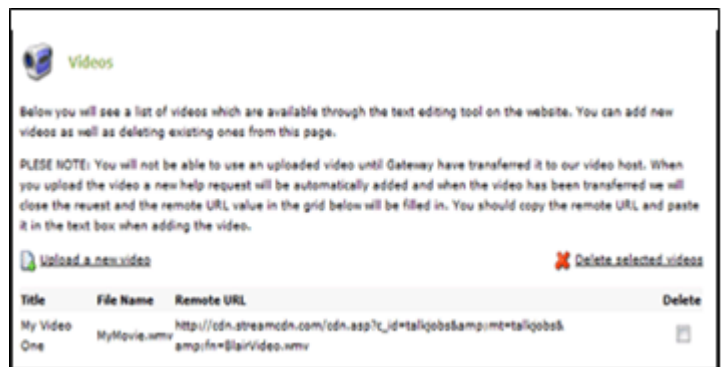 Videos
Below you will see a list of videos which are available through the text editing tool on the website. You can add new
videos as well as deleting existing ones from this page.
PLESE NOTE: You will not be able to use an uploaded video until Gateway have transferred it to our video host. When
you upload the video a new help request will be automatically added and when the video has been transferred we will
close the reuest and the remote URL value in the grid below will be filled in. You should copy the remote URL and paste
it in the text box when adding the video.
Upload a new video Delete selected videos
Title File Name Remote URL Delete
My Video
One
MyMovie.wmv
http://cdn.streamcdn.com/cdn.asp?c_id=talkjobs&amp;mt=talkjobs&
amp;fn=BlairVideo.wmv